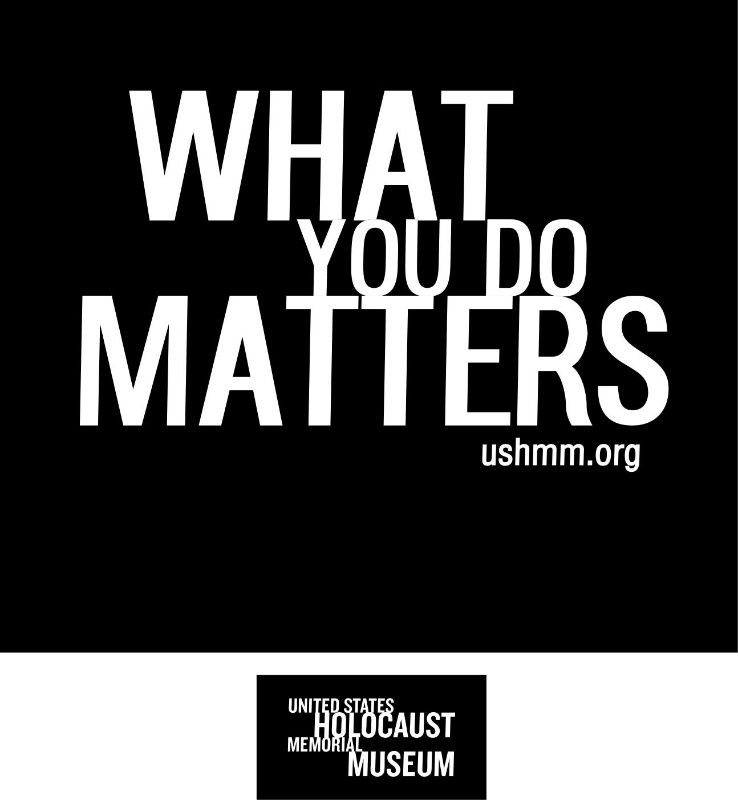 WHAT
YOU DO
MATTERS
ushmm.org
UNITED STATES
HOLOCAUST
MEMORIAL
MUSEUM